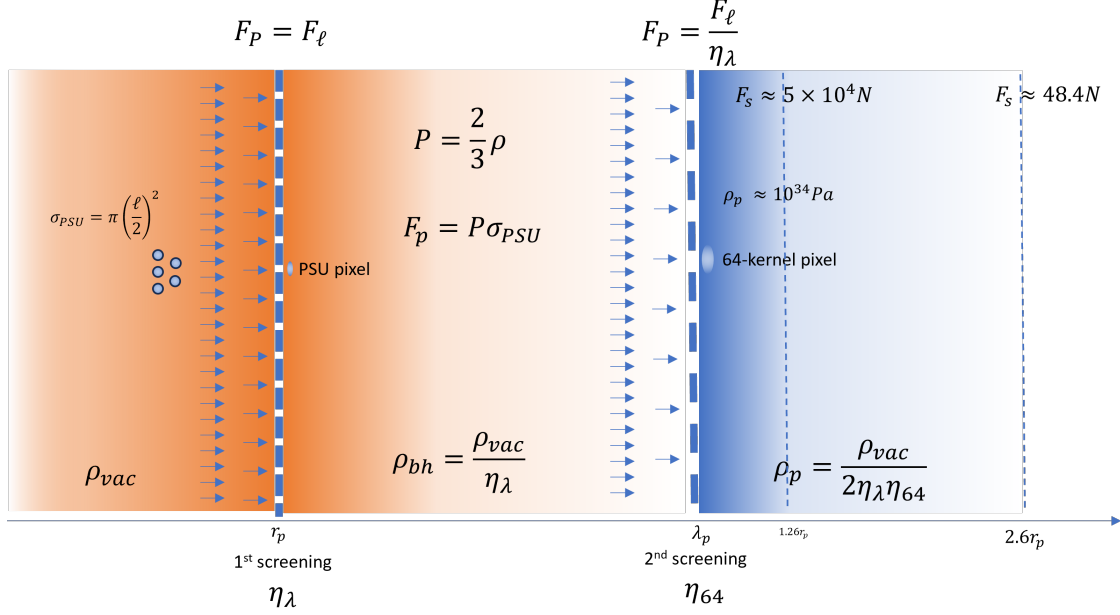 F_P = F_ℓ
F_P = F_ℓ / η_λ
F_s ≈ 5 × 10^4 N
F_s ≈ 48.4N
P = 2/3 ρ
σ_PSU = π (ℓ/2)^2
F_p = Pσ_PSU
ρ_p ≈ 10^34 Pa
PSU pixel
64-kernel pixel
ρ_vac
ρ_bh = ρ_vac / η_λ
ρ_p = ρ_vac / 2η_λη_64
r_p
λ_p
1.26r_p
2.6r_p
1st screening
2nd screening
η_λ
η_64